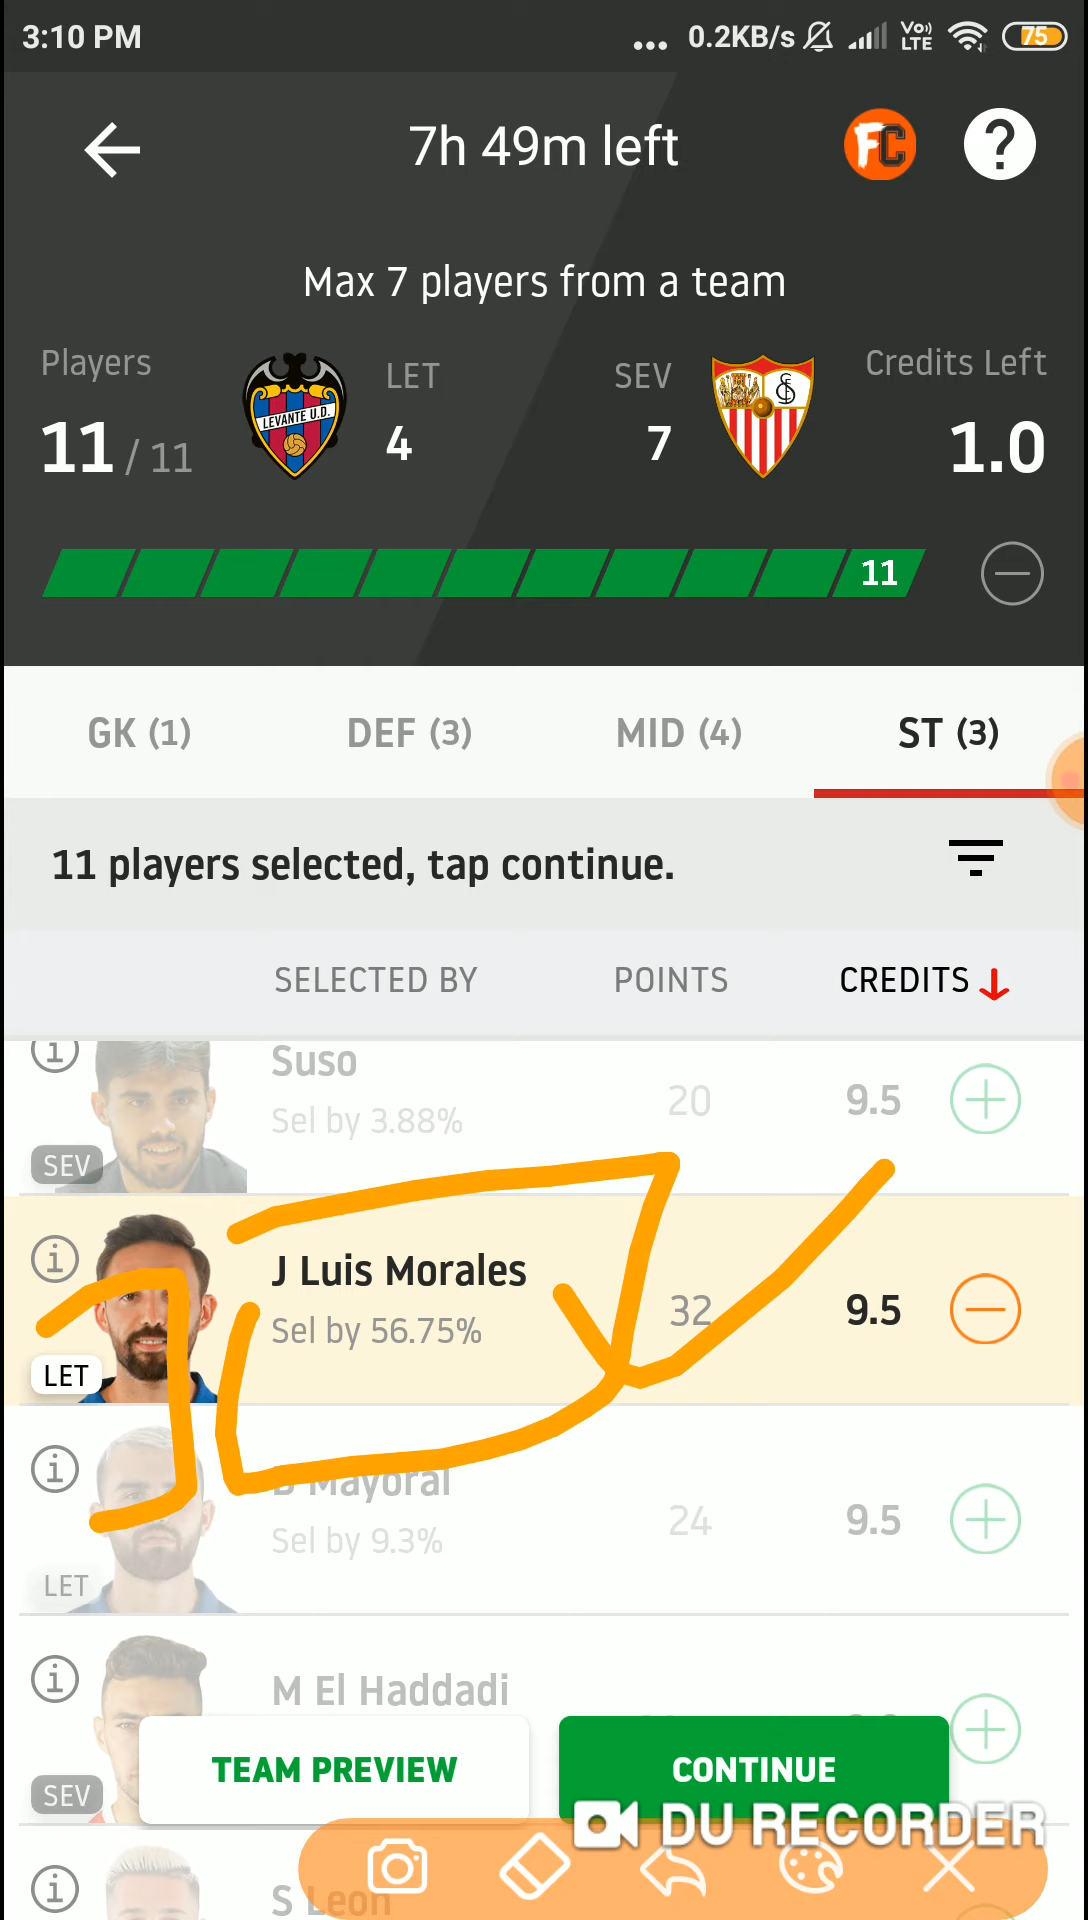 3:10 PM
... 0.2KB/s Vo) LTE 75
7h 49m left
FC
?
Max 7 players from a team
Players
LET
SEV
Credits Left
LEVANTE U.D.
11 / 11
4
7
1.0
11
GK (1)
DEF (3)
MID (4)
ST (3)
11 players selected, tap continue.
SELECTED BY
POINTS
CREDITS
Suso
Sel by 3.88%
20
9.5
SEV
J Luis Morales
Sel by 56.75%
32
9.5
LET
B Mayoral
Sel by 9.3%
24
9.5
LET
M El Haddadi
SEV
TEAM PREVIEW
CONTINUE
DU RECORDER
S Leon